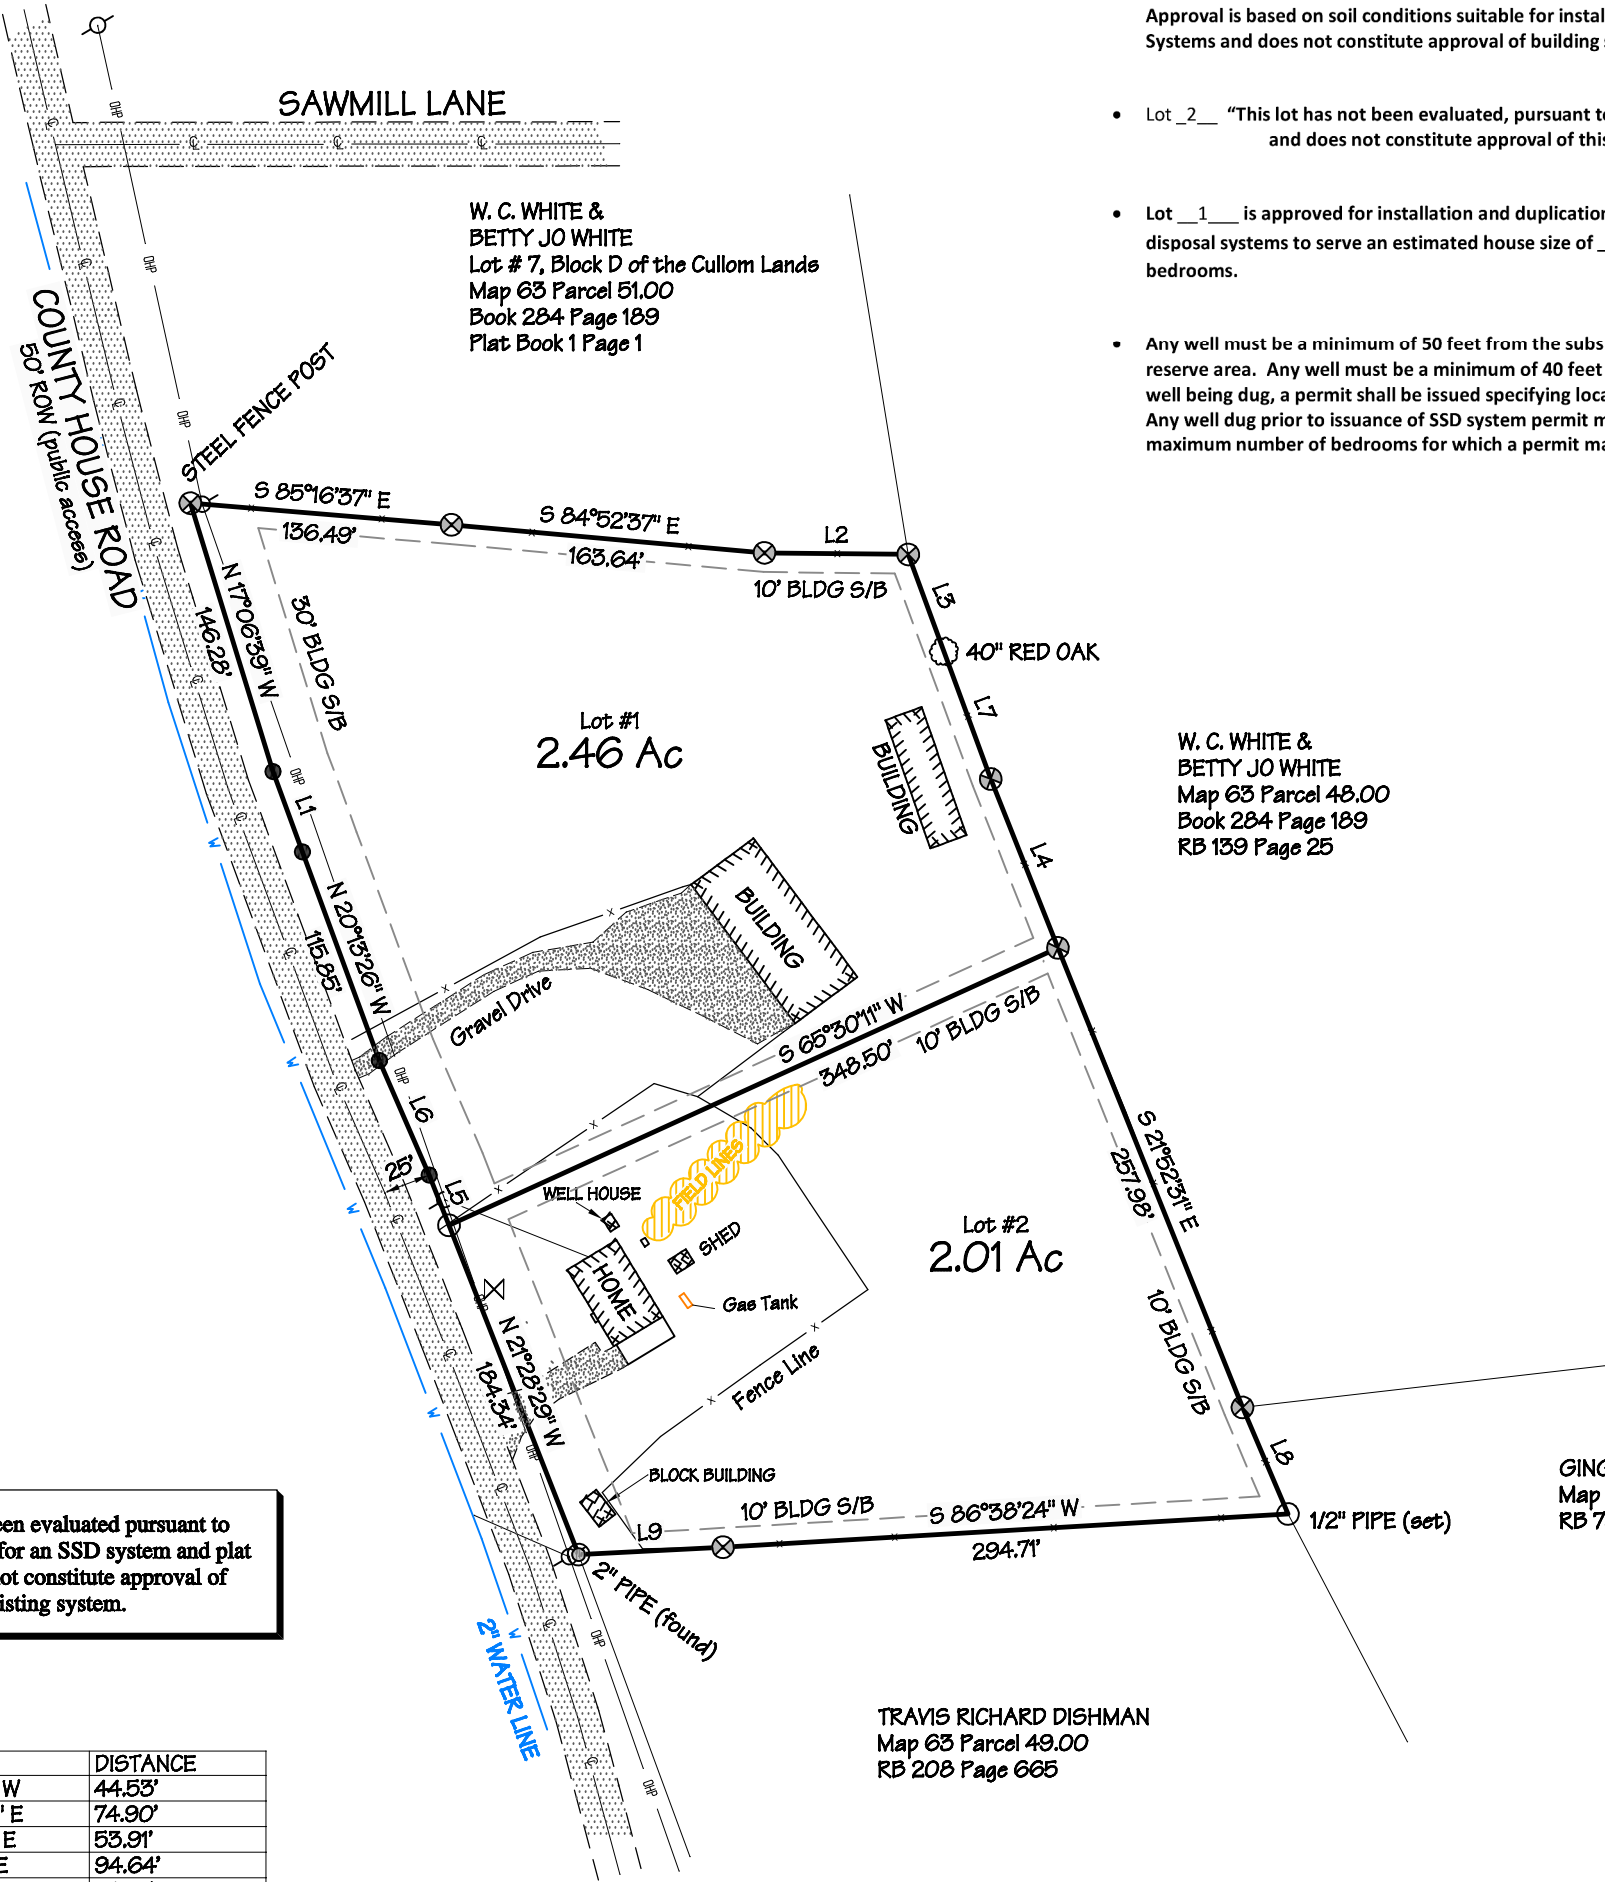 Approval is based on soil conditions suitable for instal
Systems and does not constitute approval of building
SAWMILL LANE
• Lot _2__ “This lot has not been evaluated, pursuant t
and does not constitute approval of this
W. C. WHITE &
BETTY JO WHITE
Lot # 7, Block D of the Cullom Lands
Map 63 Parcel 51.00
Book 284 Page 189
Plat Book 1 Page 1
• Lot __1___ is approved for installation and duplication
disposal systems to serve an estimated house size of _
bedrooms.
• Any well must be a minimum of 50 feet from the subs
reserve area. Any well must be a minimum of 40 feet
well being dug, a permit shall be issued specifying loca
Any well dug prior to issuance of SSD system permit m
maximum number of bedrooms for which a permit ma
COUNTY HOUSE ROAD
50' ROW (public access)
STEEL FENCE POST
S 85°16'37" E
136.49'
S 84°52'37" E
163.64'
L2
10' BLDG S/B
L3
40" RED OAK
L7
N 17°06'39" W
146.28'
30' BLDG S/B
Lot #1
2.46 Ac
BUILDING
W. C. WHITE &
BETTY JO WHITE
Map 63 Parcel 48.00
Book 284 Page 189
RB 139 Page 25
L1
L4
N 20°13'26" W
115.85'
BUILDING
Gravel Drive
S 65°30'11" W
348.50'
10' BLDG S/B
L6
25'
L5
WELL HOUSE
FIELD LINES
SHED
HOME
Gas Tank
Lot #2
2.01 Ac
S 21°52'31" E
257.98'
10' BLDG S/B
N 21°28'29" W
184.34'
Fence Line
BLOCK BUILDING
L8
L9
10' BLDG S/B
S 86°38'24" W
294.71'
1/2" PIPE (set)
2" PIPE (found)
GING
Map
RB 7
een evaluated pursuant to
for an SSD system and plat
not constitute approval of
isting system.
2" WATER LINE
W
OHP
TRAVIS RICHARD DISHMAN
Map 63 Parcel 49.00
RB 208 Page 665
DISTANCE
W 44.53'
' E 74.90'
E 53.91'
E 94.64'